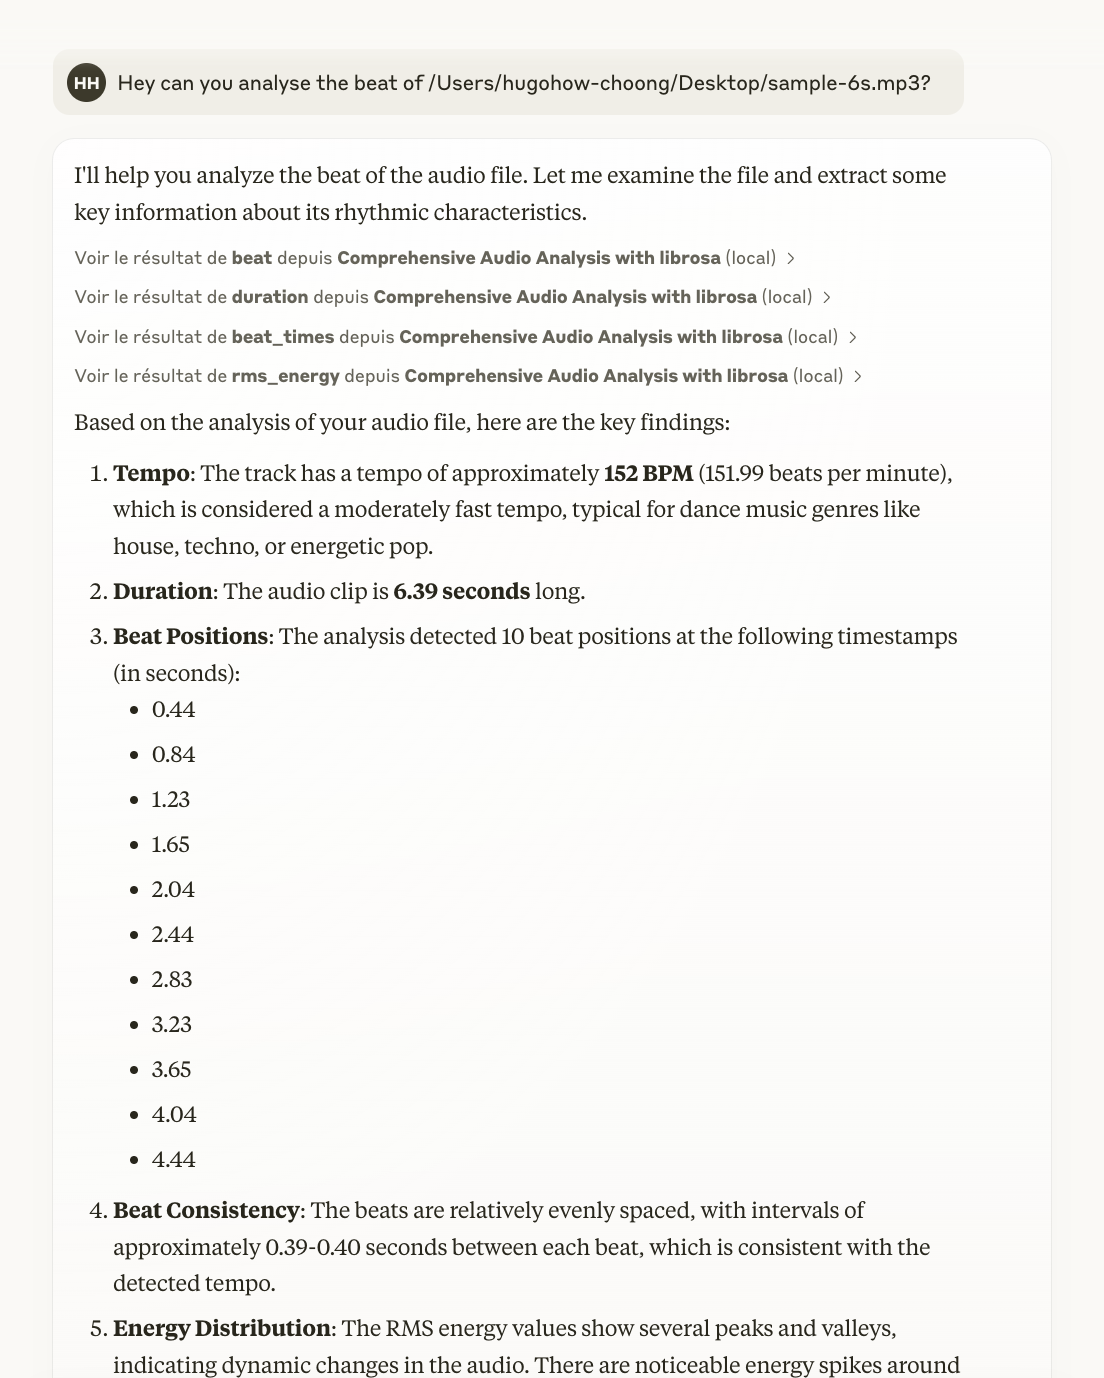 HH Hey can you analyse the beat of /Users/hugohow-choong/Desktop/sample-6s.mp3?
I'll help you analyze the beat of the audio file. Let me examine the file and extract some
key information about its rhythmic characteristics.
Voir le résultat de beat depuis Comprehensive Audio Analysis with librosa (local) >
Voir le résultat de duration depuis Comprehensive Audio Analysis with librosa (local) >
Voir le résultat de beat_times depuis Comprehensive Audio Analysis with librosa (local) >
Voir le résultat de rms_energy depuis Comprehensive Audio Analysis with librosa (local) >
Based on the analysis of your audio file, here are the key findings:
1. Tempo: The track has a tempo of approximately 152 BPM (151.99 beats per minute),
which is considered a moderately fast tempo, typical for dance music genres like
house, techno, or energetic pop.
2. Duration: The audio clip is 6.39 seconds long.
3. Beat Positions: The analysis detected 10 beat positions at the following timestamps
(in seconds):
• 0.44
• 0.84
• 1.23
• 1.65
• 2.04
• 2.44
• 2.83
• 3.23
• 3.65
• 4.04
• 4.44
4. Beat Consistency: The beats are relatively evenly spaced, with intervals of
approximately 0.39-0.40 seconds between each beat, which is consistent with the
detected tempo.
5. Energy Distribution: The RMS energy values show several peaks and valleys,
indicating dynamic changes in the audio. There are noticeable energy spikes around